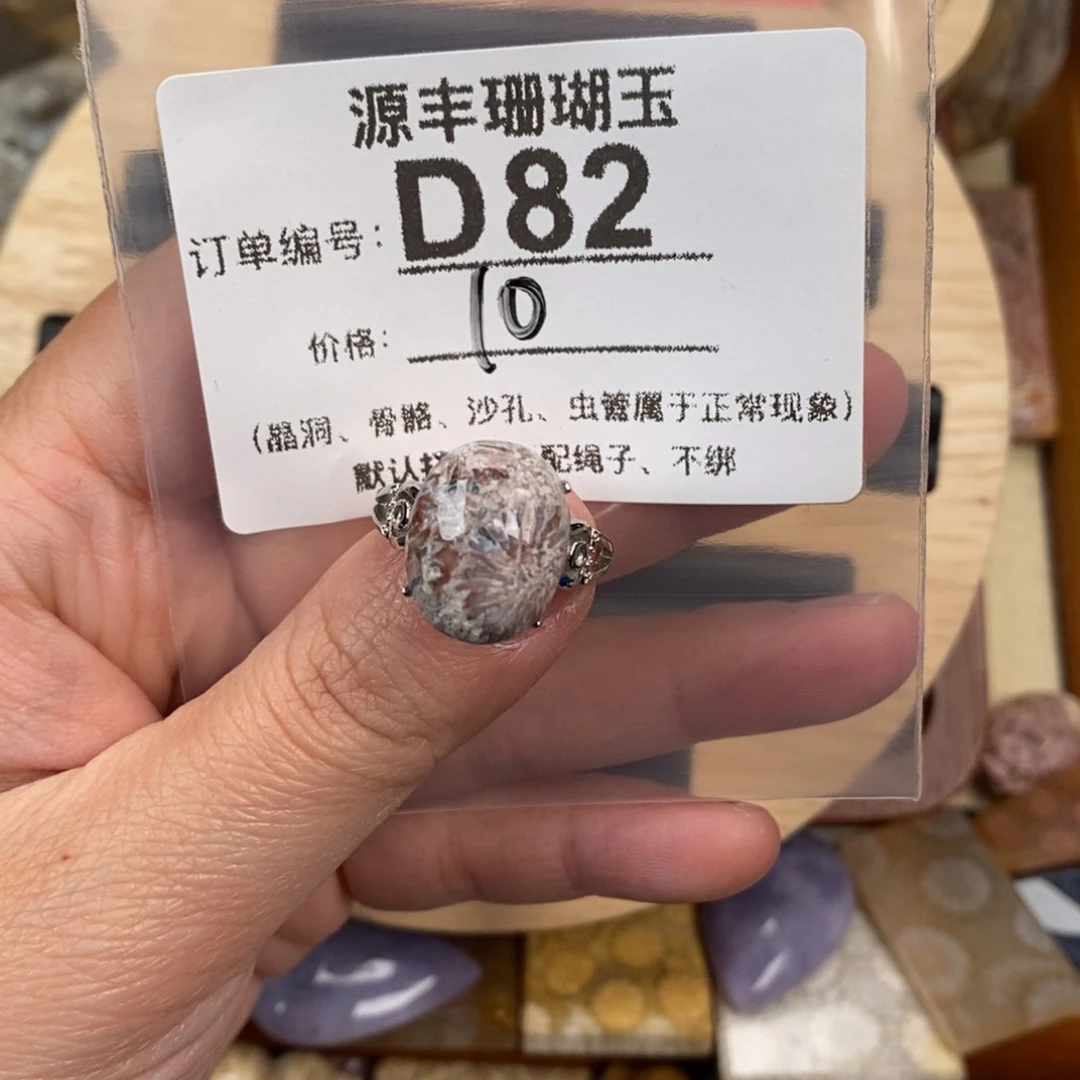 源丰珊瑚玉
订单编号: D82
价格: 10
(晶洞、骨骼、沙孔、虫管属于正常现象)
默认 配绳子、不绑